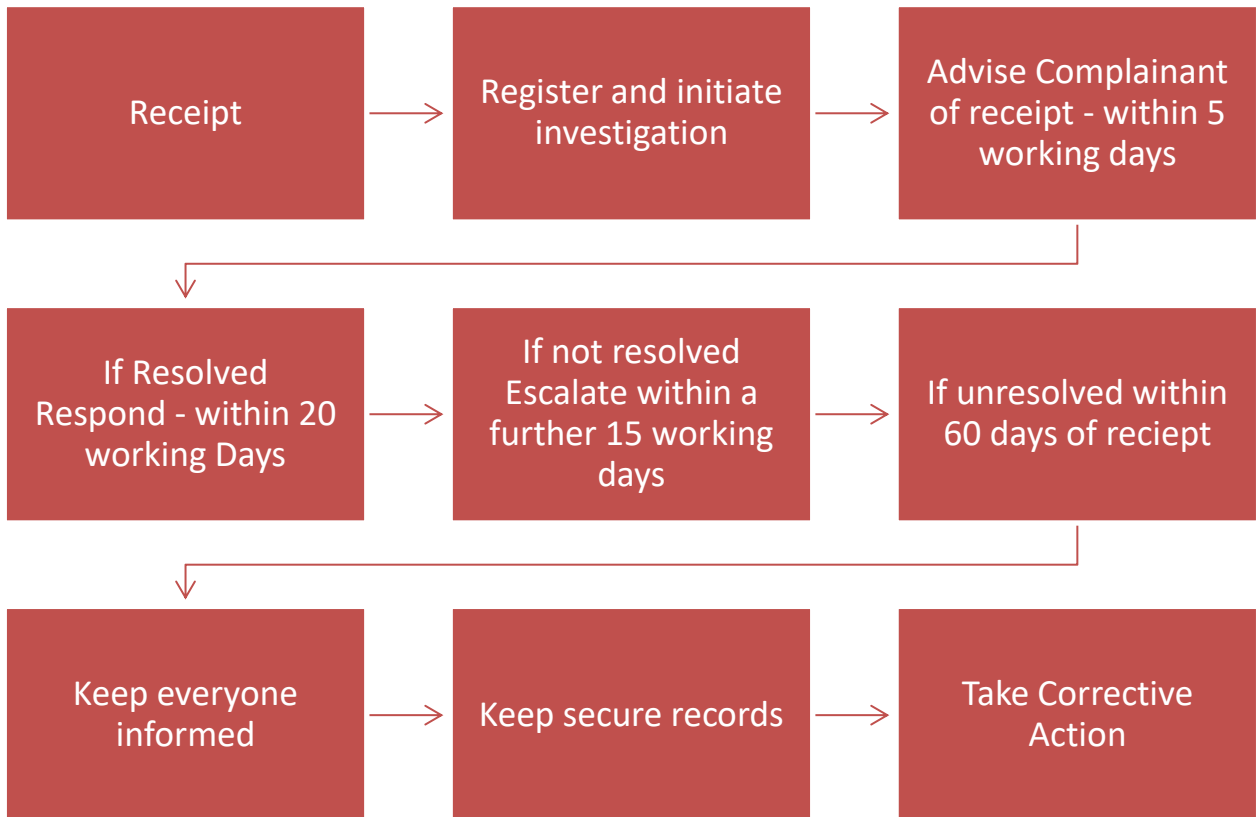 Receipt
Register and initiate
investigation
Advise Complainant
of receipt - within 5
working days
If Resolved
Respond - within 20
working Days
If not resolved
Escalate within a
further 15 working
days
If unresolved within
60 days of reciept
Keep everyone
informed
Keep secure records
Take Corrective
Action